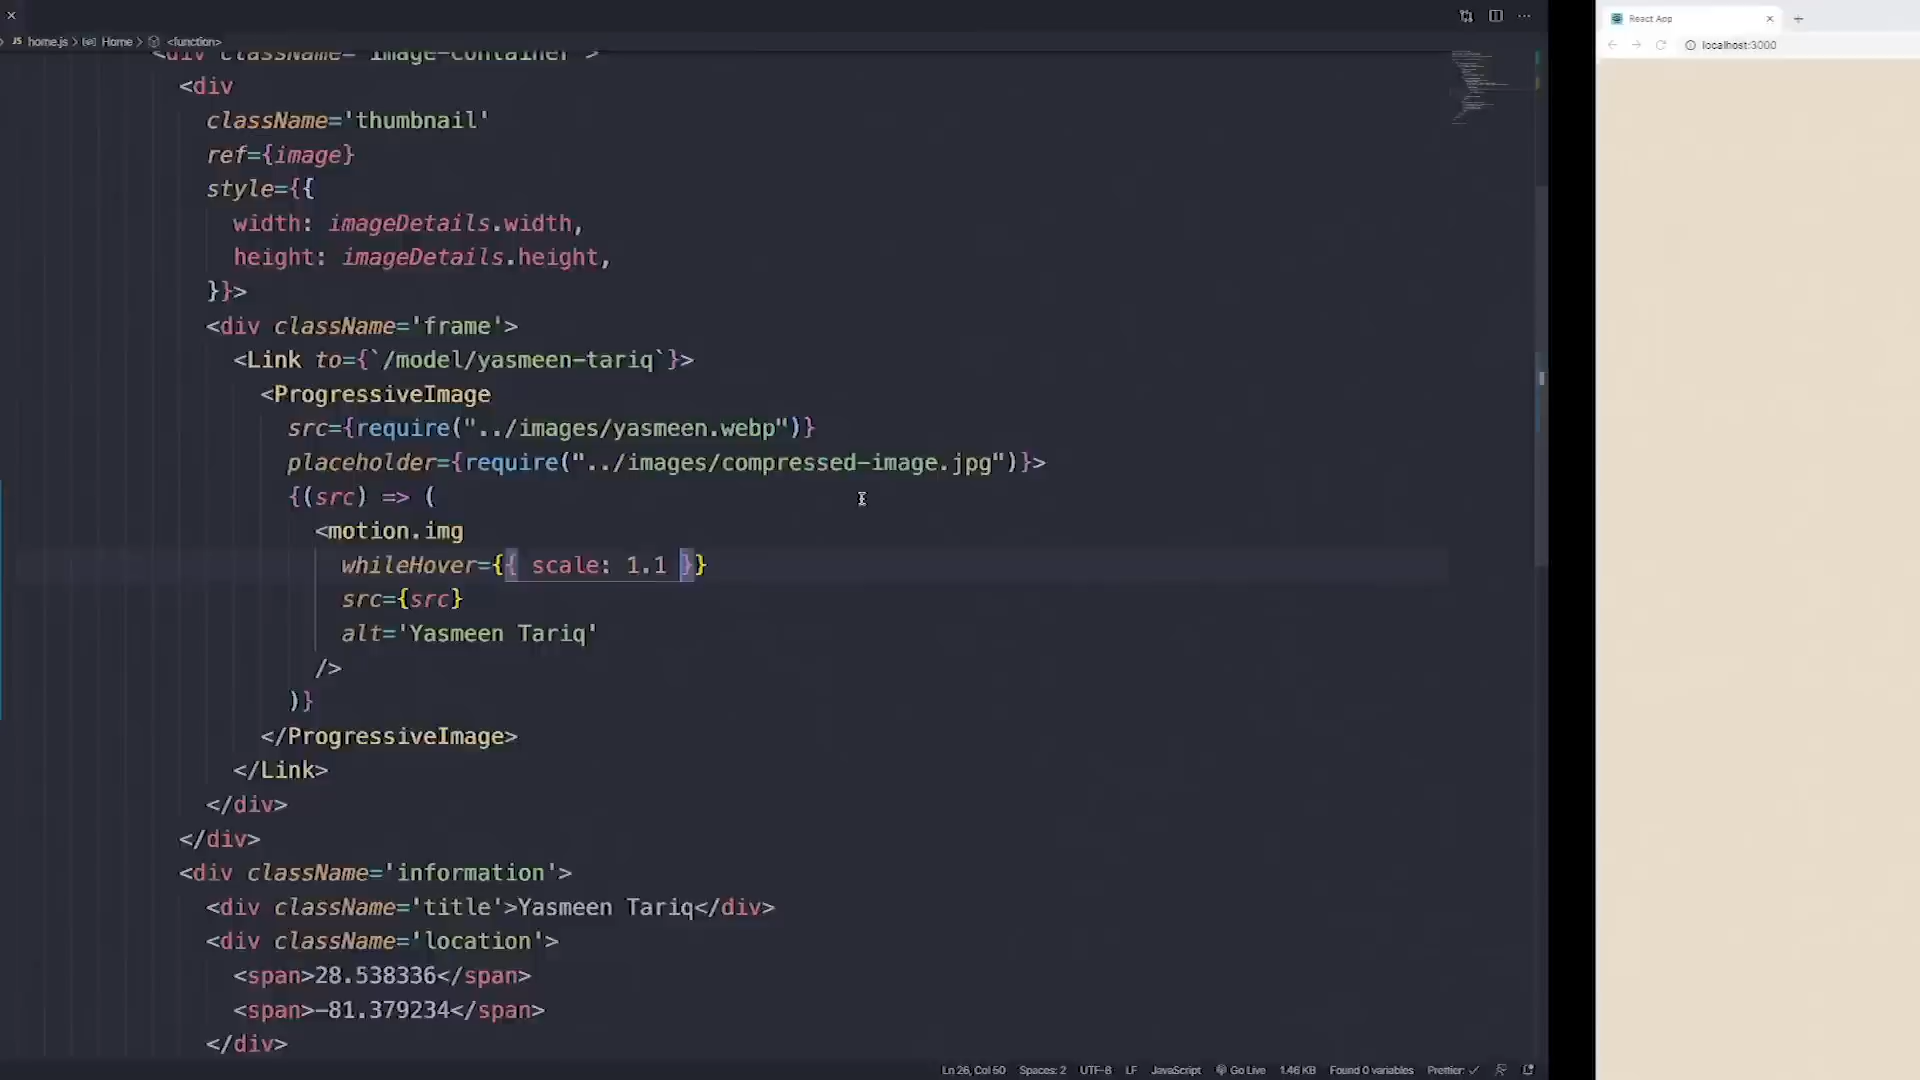 React App
home.js > Home > <function>
localhost:3000
<div className='image-container'>
<div
className='thumbnail'
ref={image}
style={{
width: imageDetails.width,
height: imageDetails.height,
}}>
<div className='frame'>
<Link to={`/model/yasmeen-tariq`}>
<ProgressiveImage
src={require("../images/yasmeen.webp")}
placeholder={require("../images/compressed-image.jpg")}>
{(src) => (
<motion.img
whileHover={{ scale: 1.1 }}
src={src}
alt='Yasmeen Tariq'
/>
)}
</ProgressiveImage>
</Link>
</div>
</div>
<div className='information'>
<div className='title'>Yasmeen Tariq</div>
<div className='location'>
<span>28.538336</span>
<span>-81.379234</span>
</div>
Ln 26, Col 50 Spaces: 2 UTF-8 LF JavaScript Go Live 1.46 KB Found 0 variables Prettier: ✓